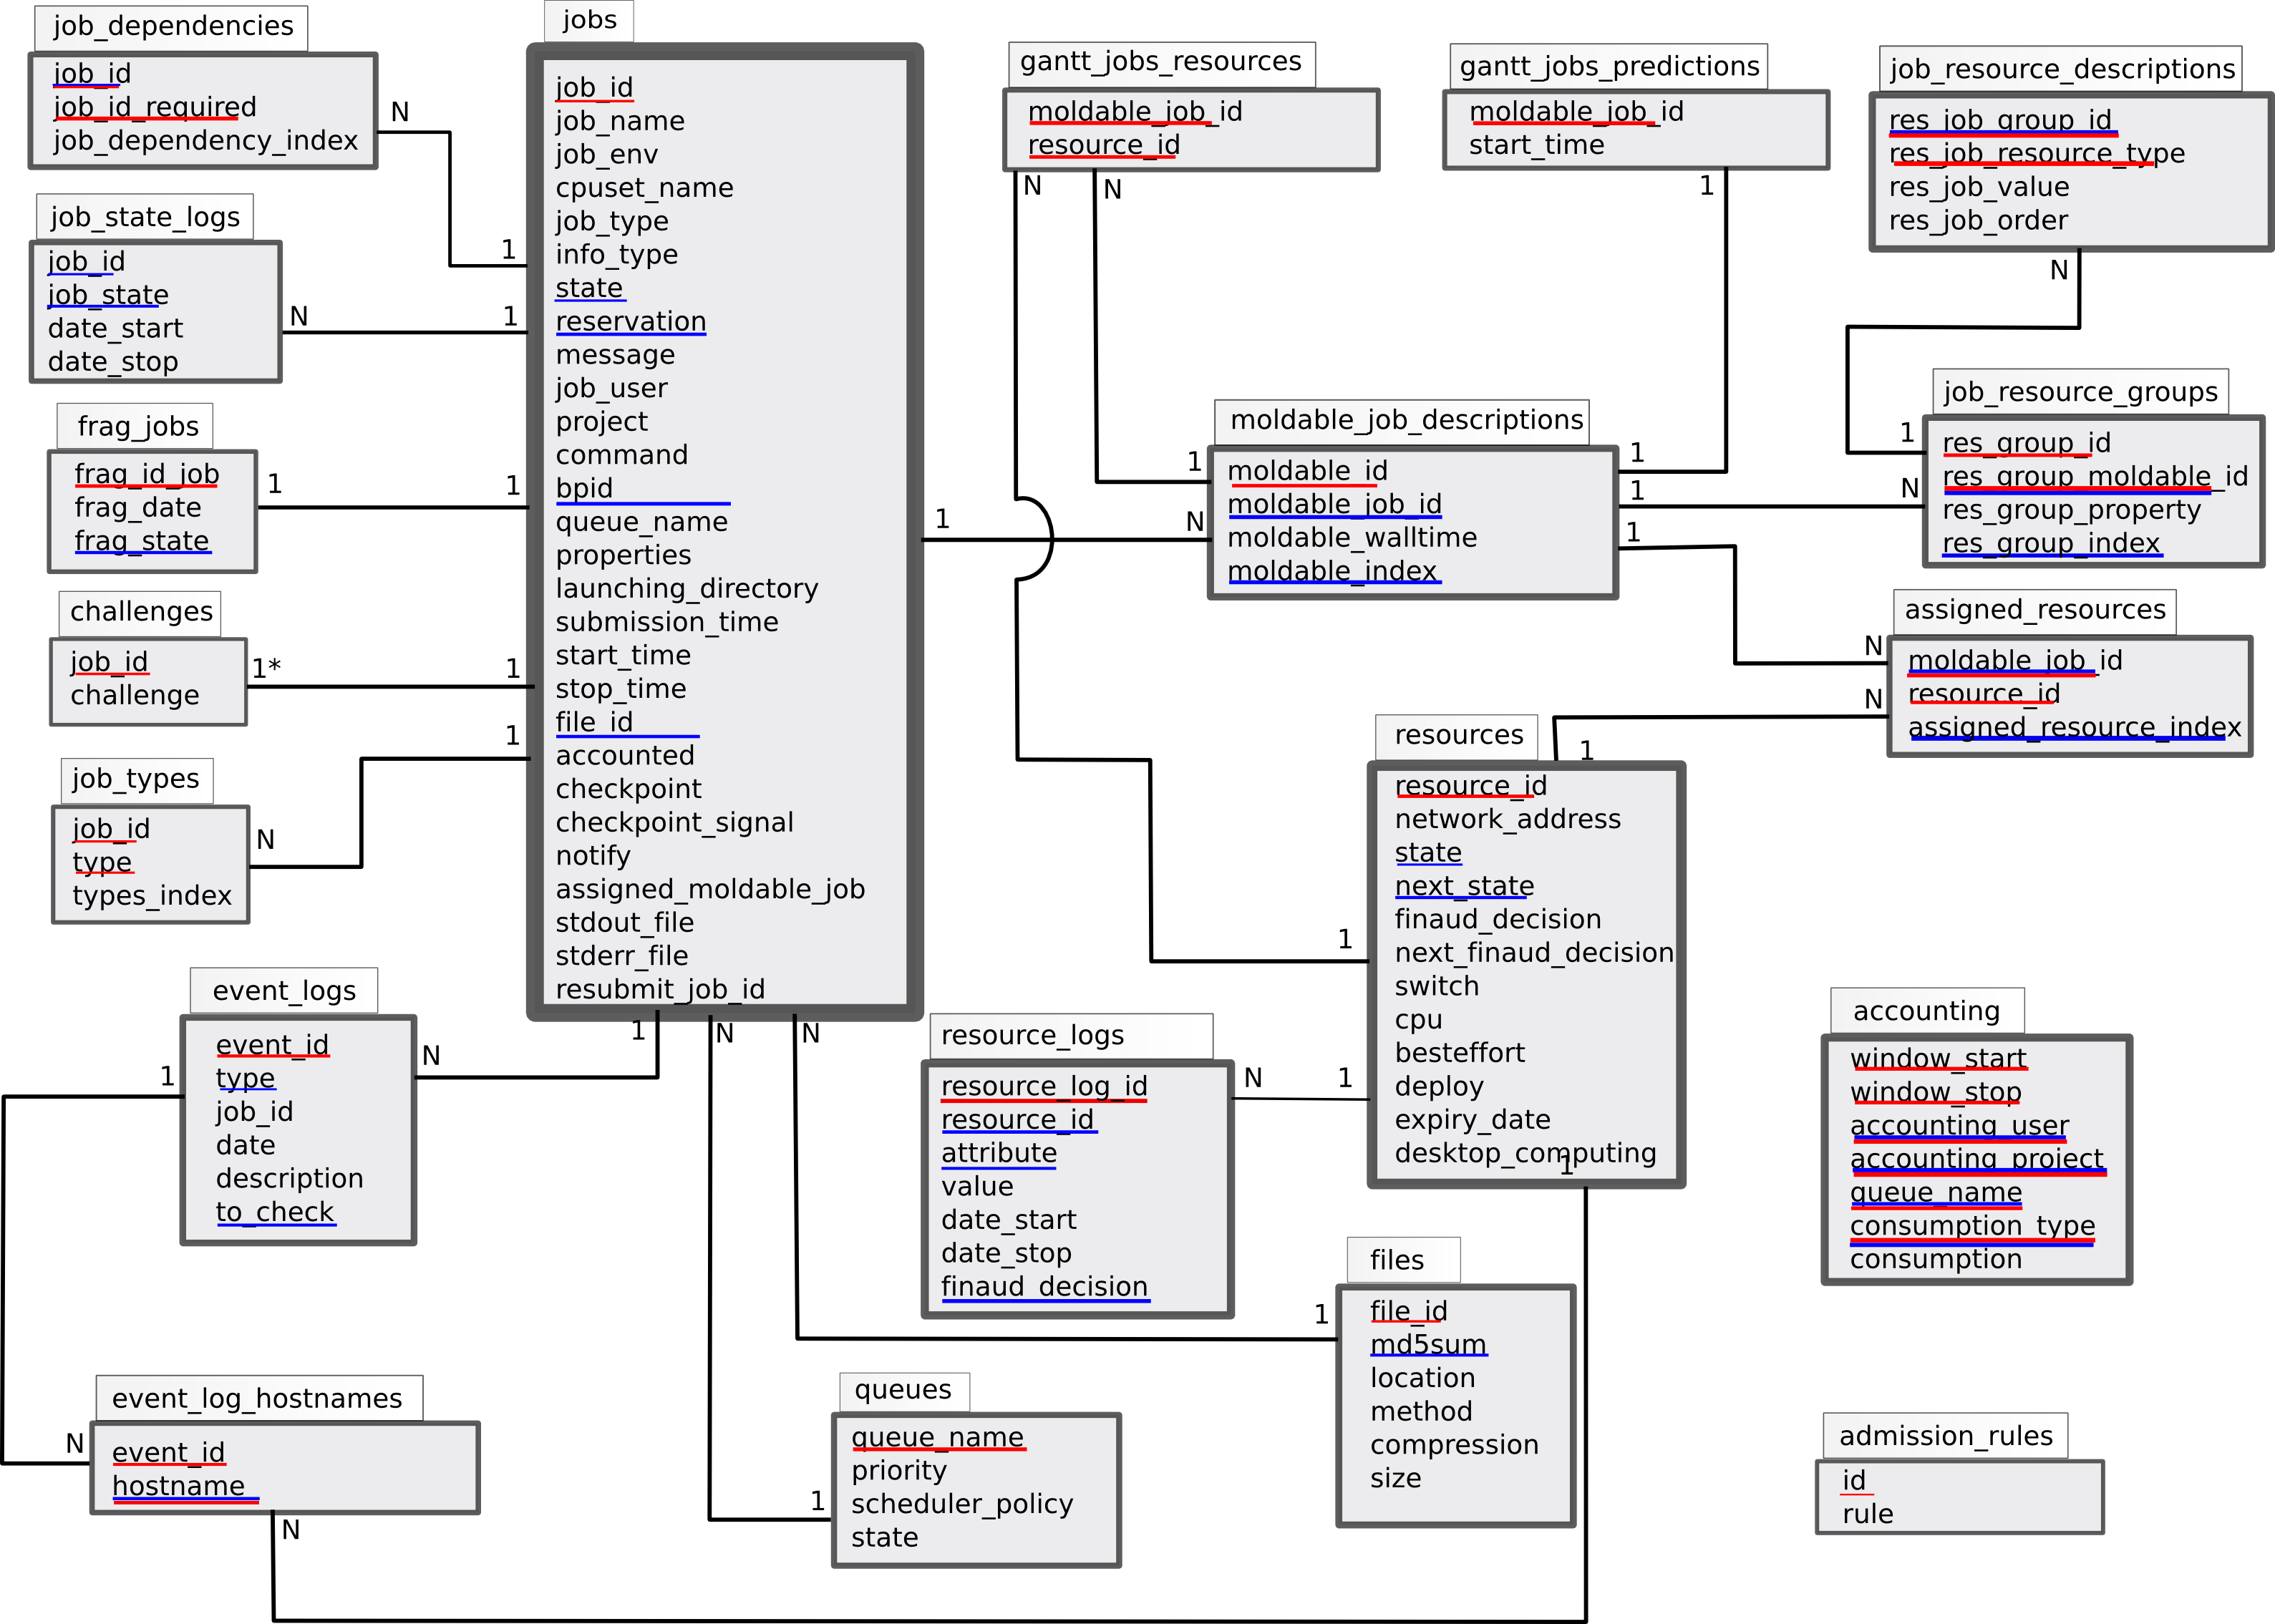 job_dependencies
job_id
job_id_required
job_dependency_index
N
1
job_state_logs
job_id
job_state
date_start
date_stop
N
1
frag_jobs
frag_id_job
frag_date
frag_state
1
1
challenges
job_id
challenge
1*
1
job_types
job_id
type
types_index
N
1
jobs
job_id
job_name
job_env
cpuset_name
job_type
info_type
state
reservation
message
job_user
project
command
bpid
queue_name
properties
launching_directory
submission_time
start_time
stop_time
file_id
accounted
checkpoint
checkpoint_signal
notify
assigned_moldable_job
stdout_file
stderr_file
resubmit_job_id
1
N
N
1
N
gantt_jobs_resources
moldable_job_id
resource_id
N
N
gantt_jobs_predictions
moldable_job_id
start_time
1
job_resource_descriptions
res_job_group_id
res_job_resource_type
res_job_value
res_job_order
N
moldable_job_descriptions
moldable_id
moldable_job_id
moldable_walltime
moldable_index
1
1
1
1
job_resource_groups
res_group_id
res_group_moldable_id
res_group_property
res_group_index
1
N
assigned_resources
moldable_job_id
resource_id
assigned_resource_index
N
N
resources
1
resource_id
network_address
state
next_state
finaud_decision
next_finaud_decision
switch
cpu
besteffort
deploy
expiry_date
desktop_computing
1
1
1
event_logs
event_id
type
job_id
date
description
to_check
1
N
resource_logs
resource_log_id
resource_id
attribute
value
date_start
date_stop
finaud_decision
N
accounting
window_start
window_stop
accounting_user
accounting_project
queue_name
consumption_type
consumption
files
file_id
md5sum
location
method
compression
size
1
event_log_hostnames
event_id
hostname
N
N
queues
queue_name
priority
scheduler_policy
state
1
admission_rules
id
rule